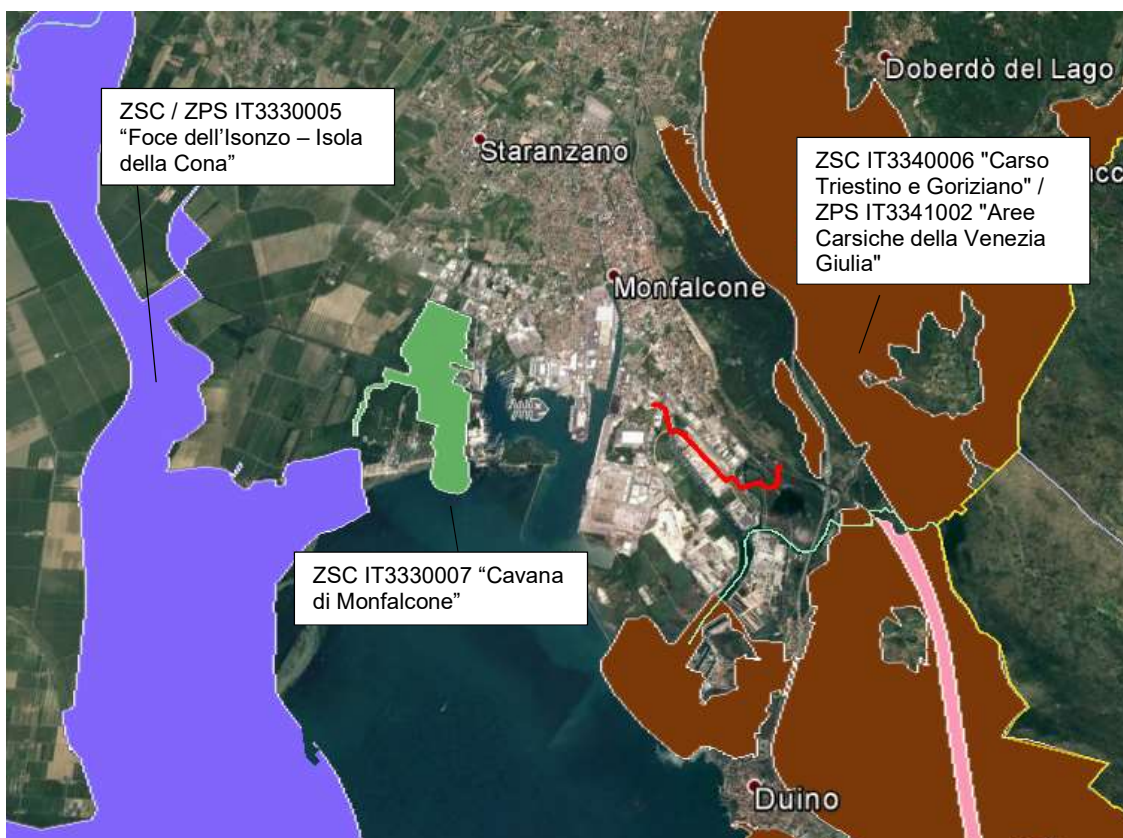 Doberdò del Lago
ZSC / ZPS IT3330005
“Foce dell’Isonzo – Isola
della Cona”
Staranzano
ZSC IT3340006 "Carso
Triestino e Goriziano" /
ZPS IT3341002 "Aree
Carsiche della Venezia
Giulia"
acc
Monfalcone
ZSC IT3330007 “Cavana
di Monfalcone”
Duino